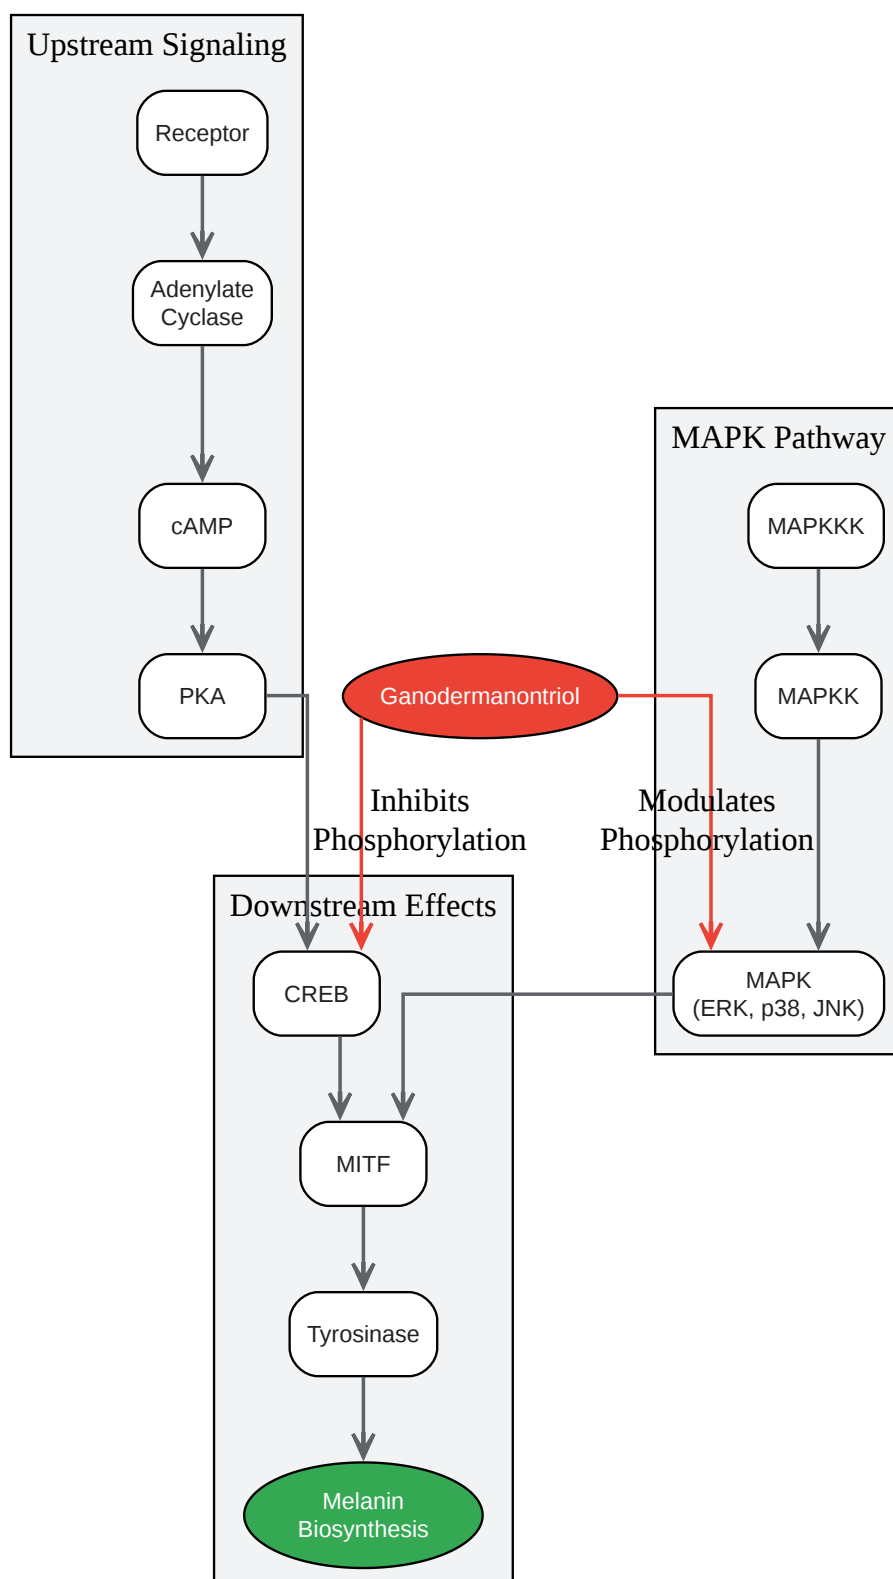 Upstream Signaling
Receptor
Adenylate
Cyclase
cAMP
PKA
MAPK Pathway
MAPKKK
MAPKK
Ganodermanontriol
Inhibits
Phosphorylation
Modulates
Phosphorylation
Downstream Effects
CREB
MAPK
(ERK, p38, JNK)
MITF
Tyrosinase
Melanin
Biosynthesis